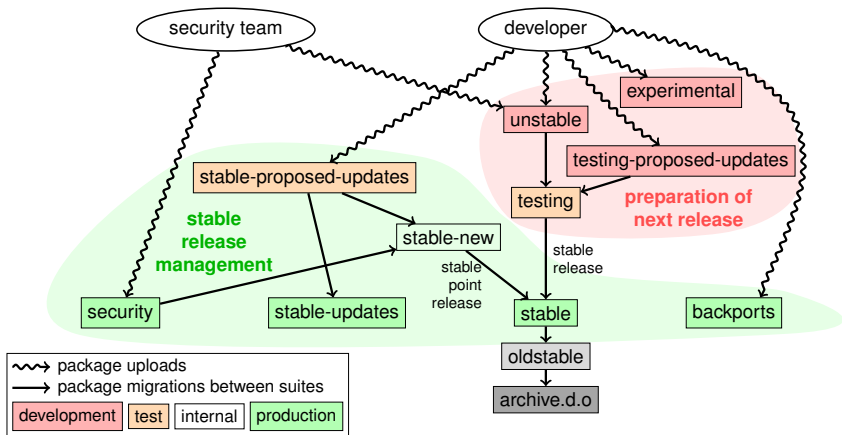 security team
developer
experimental
unstable
testing-proposed-updates
stable-proposed-updates
testing
preparation of
next release
stable
release
management
stable-new
stable
release
stable
point
release
security
stable-updates
stable
backports
oldstable
archive.d.o
package uploads
package migrations between suites
development
test
internal
production